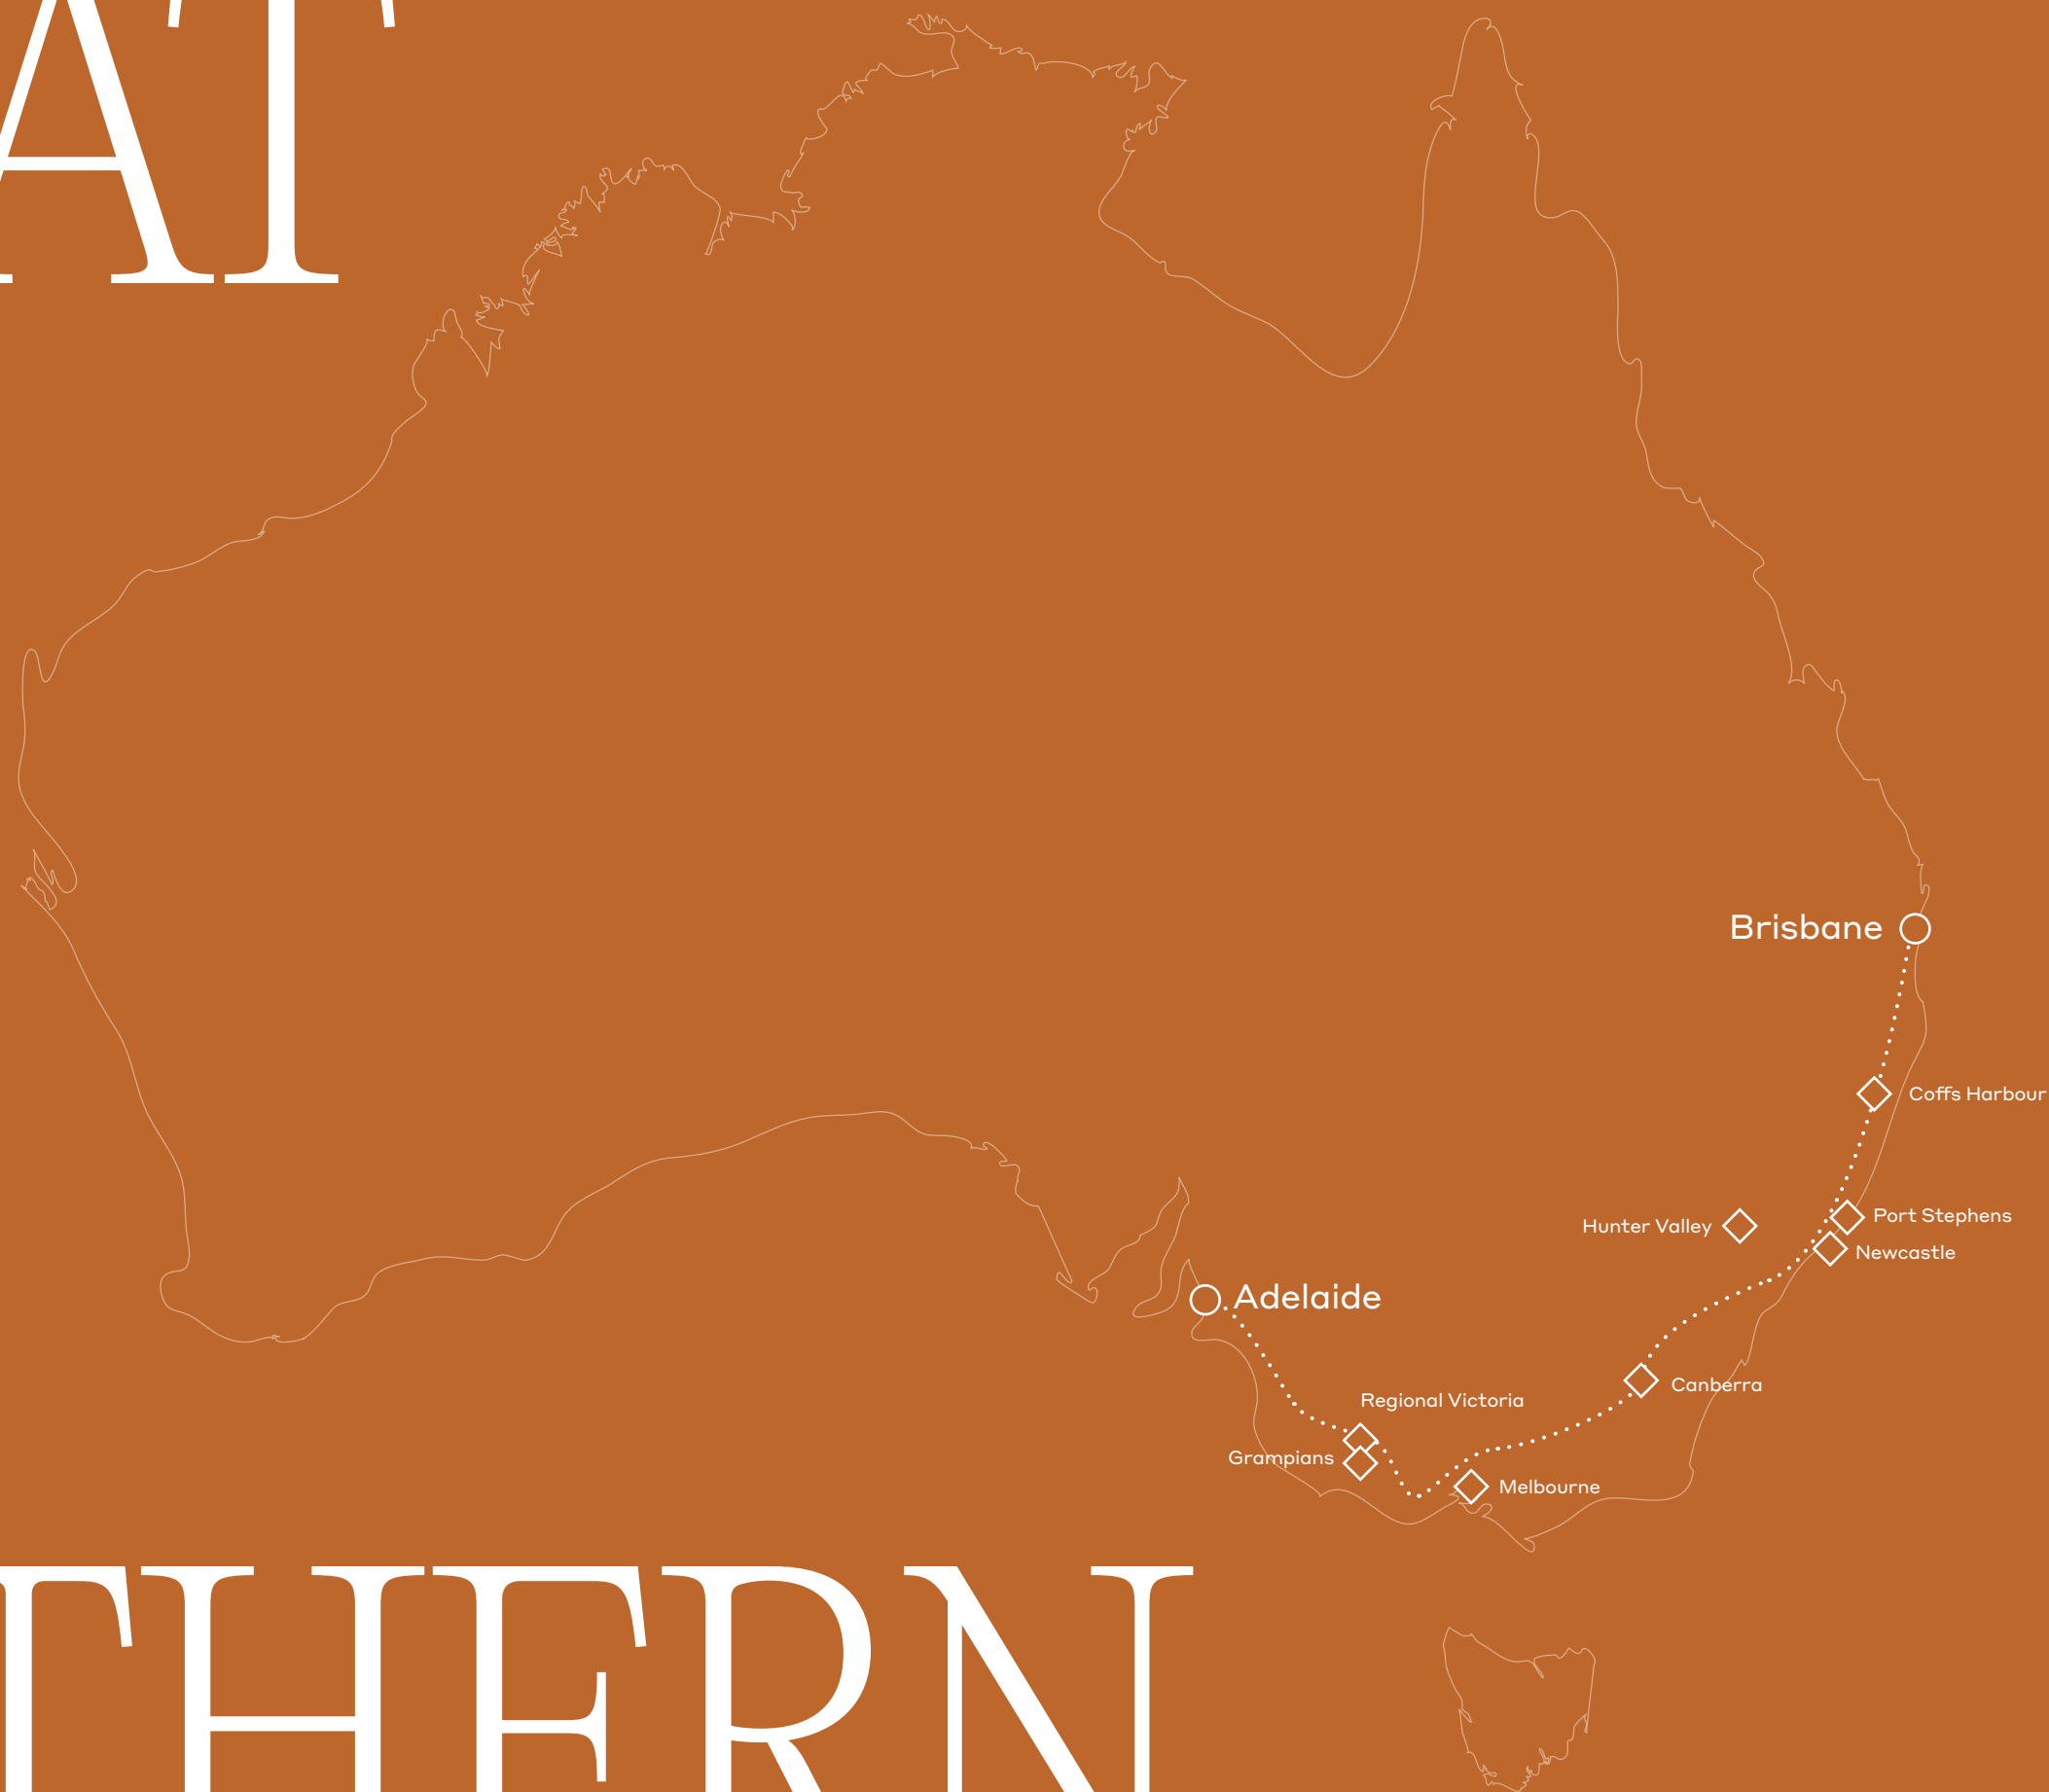 AT
Brisbane
Coffs Harbour
Port Stephens
Hunter Valley
Newcastle
Adelaide
Canberra
Regional Victoria
Grampians
Melbourne
THERN